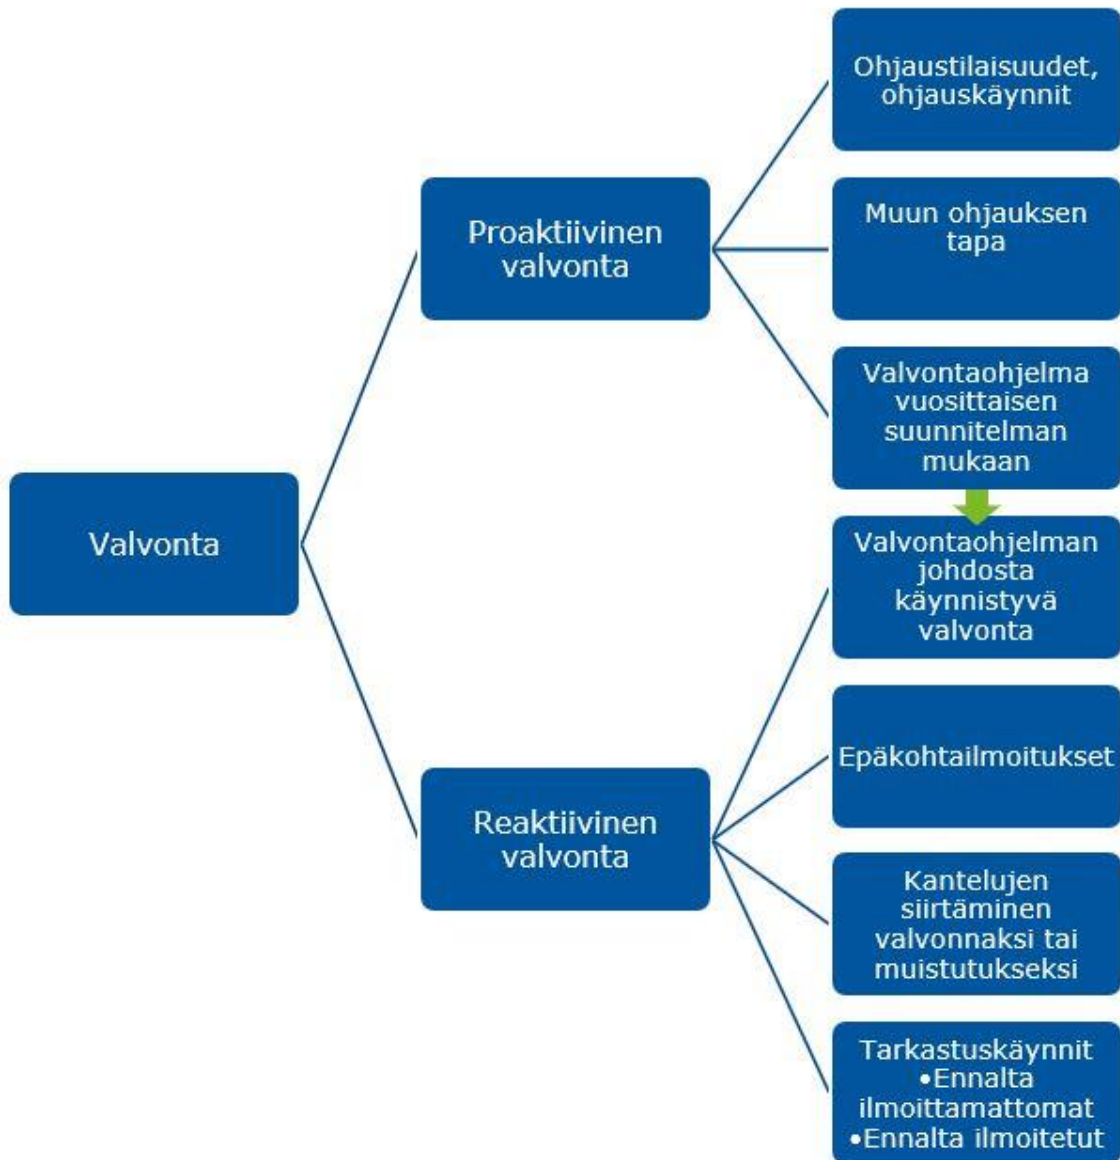 Ohjaustilaisuudet,
ohjauskäynnit
Muun ohjauksen
tapa
Proaktiivinen
valvonta
Valvontaohjelma
vuosittaisen
suunnitelman
mukaan
Valvonta
Valvontaohjelman
johdosta
käynnistyvä
valvonta
Epäkohtailmoitukset
Reaktiivinen
valvonta
Kantelujen
siirtäminen
valvonnaksi tai
muistutukseksi
Tarkastuskäynnit
•Ennalta
ilmoittamattomat
•Ennalta ilmoitetut